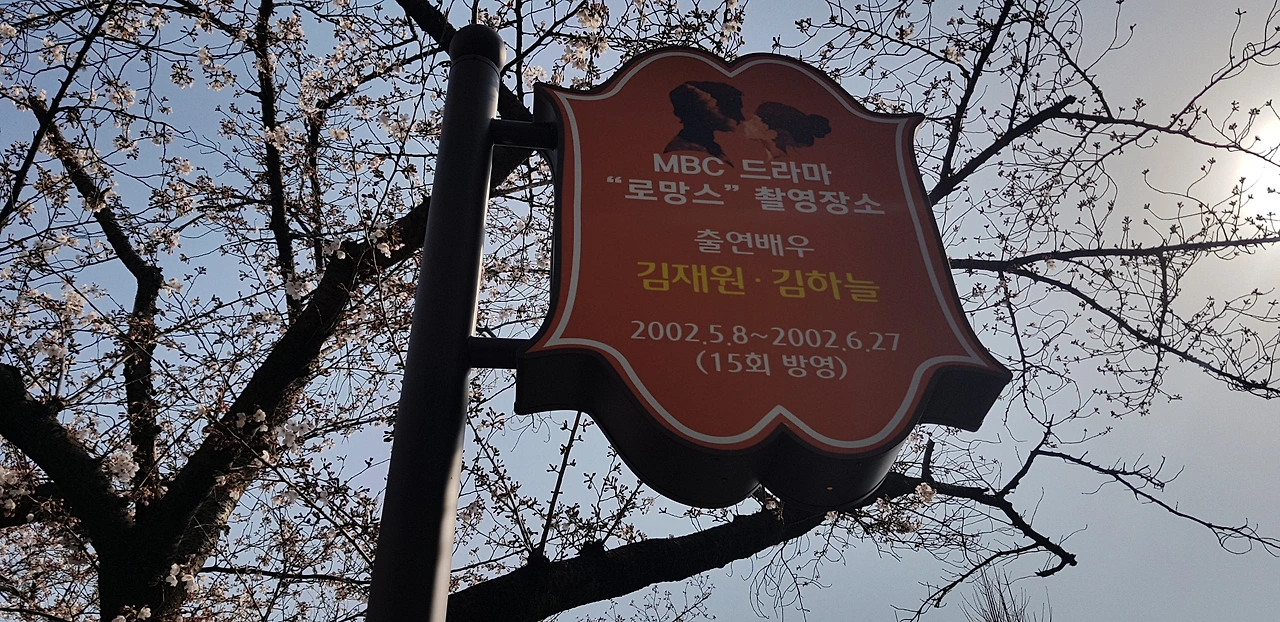 MBC 드라마
“로망스” 촬영장소
출연배우
김재원·김하늘
2002.5.8~2002.6.27
(15회 방영)